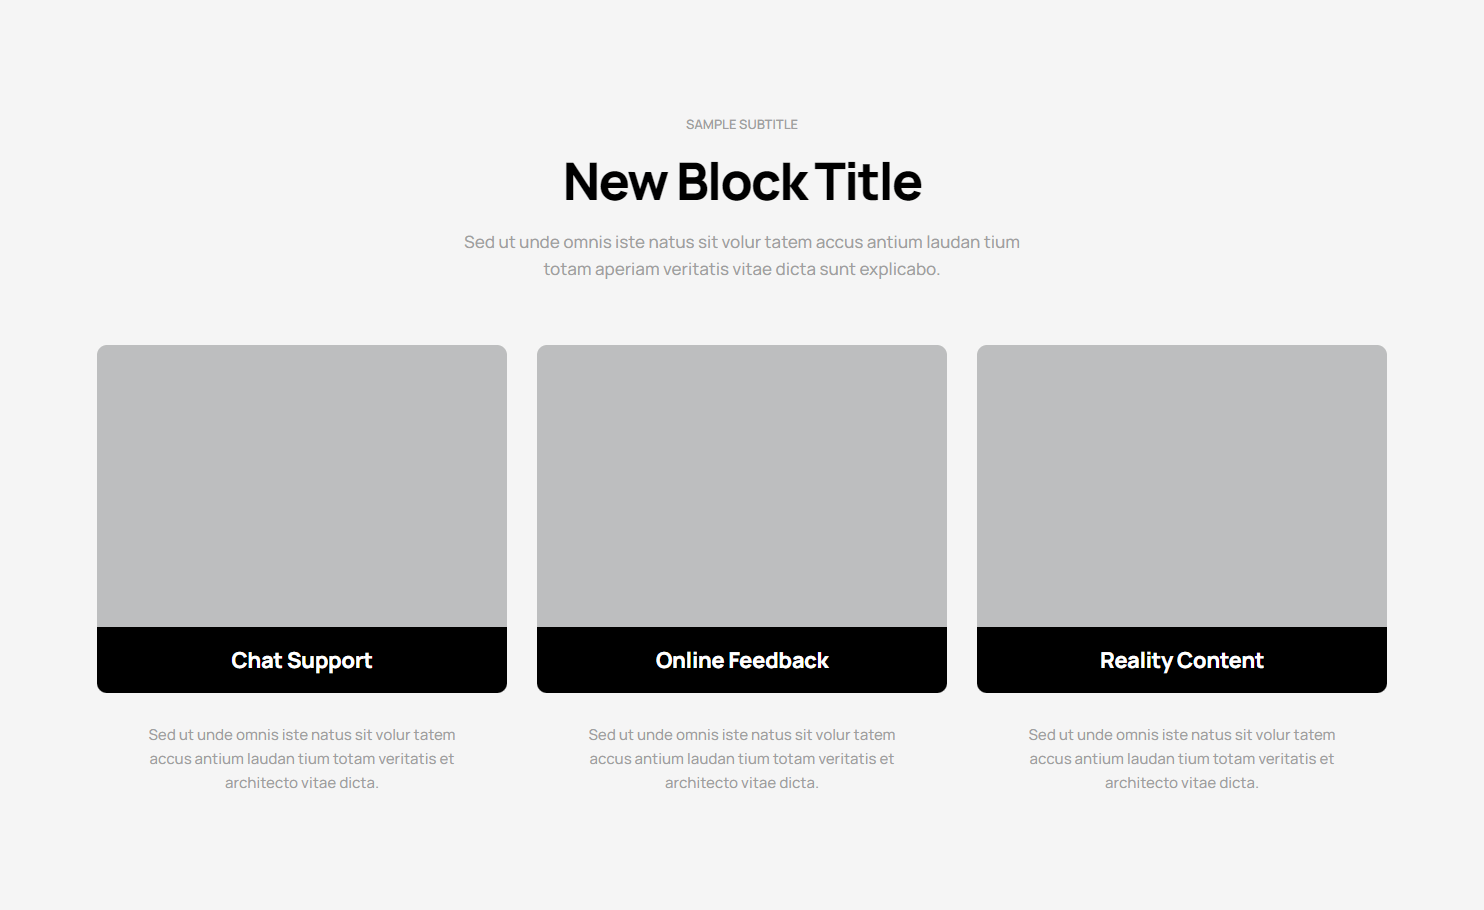 SAMPLE SUBTITLE
New Block Title
Sed ut unde omnis iste natus sit volur tatem accus antium laudan tium
totam aperiam veritatis vitae dicta sunt explicabo.
Chat Support
Sed ut unde omnis iste natus sit volur tatem
accus antium laudan tium totam veritatis et
architecto vitae dicta.
Online Feedback
Sed ut unde omnis iste natus sit volur tatem
accus antium laudan tium totam veritatis et
architecto vitae dicta.
Reality Content
Sed ut unde omnis iste natus sit volur tatem
accus antium laudan tium totam veritatis et
architecto vitae dicta.